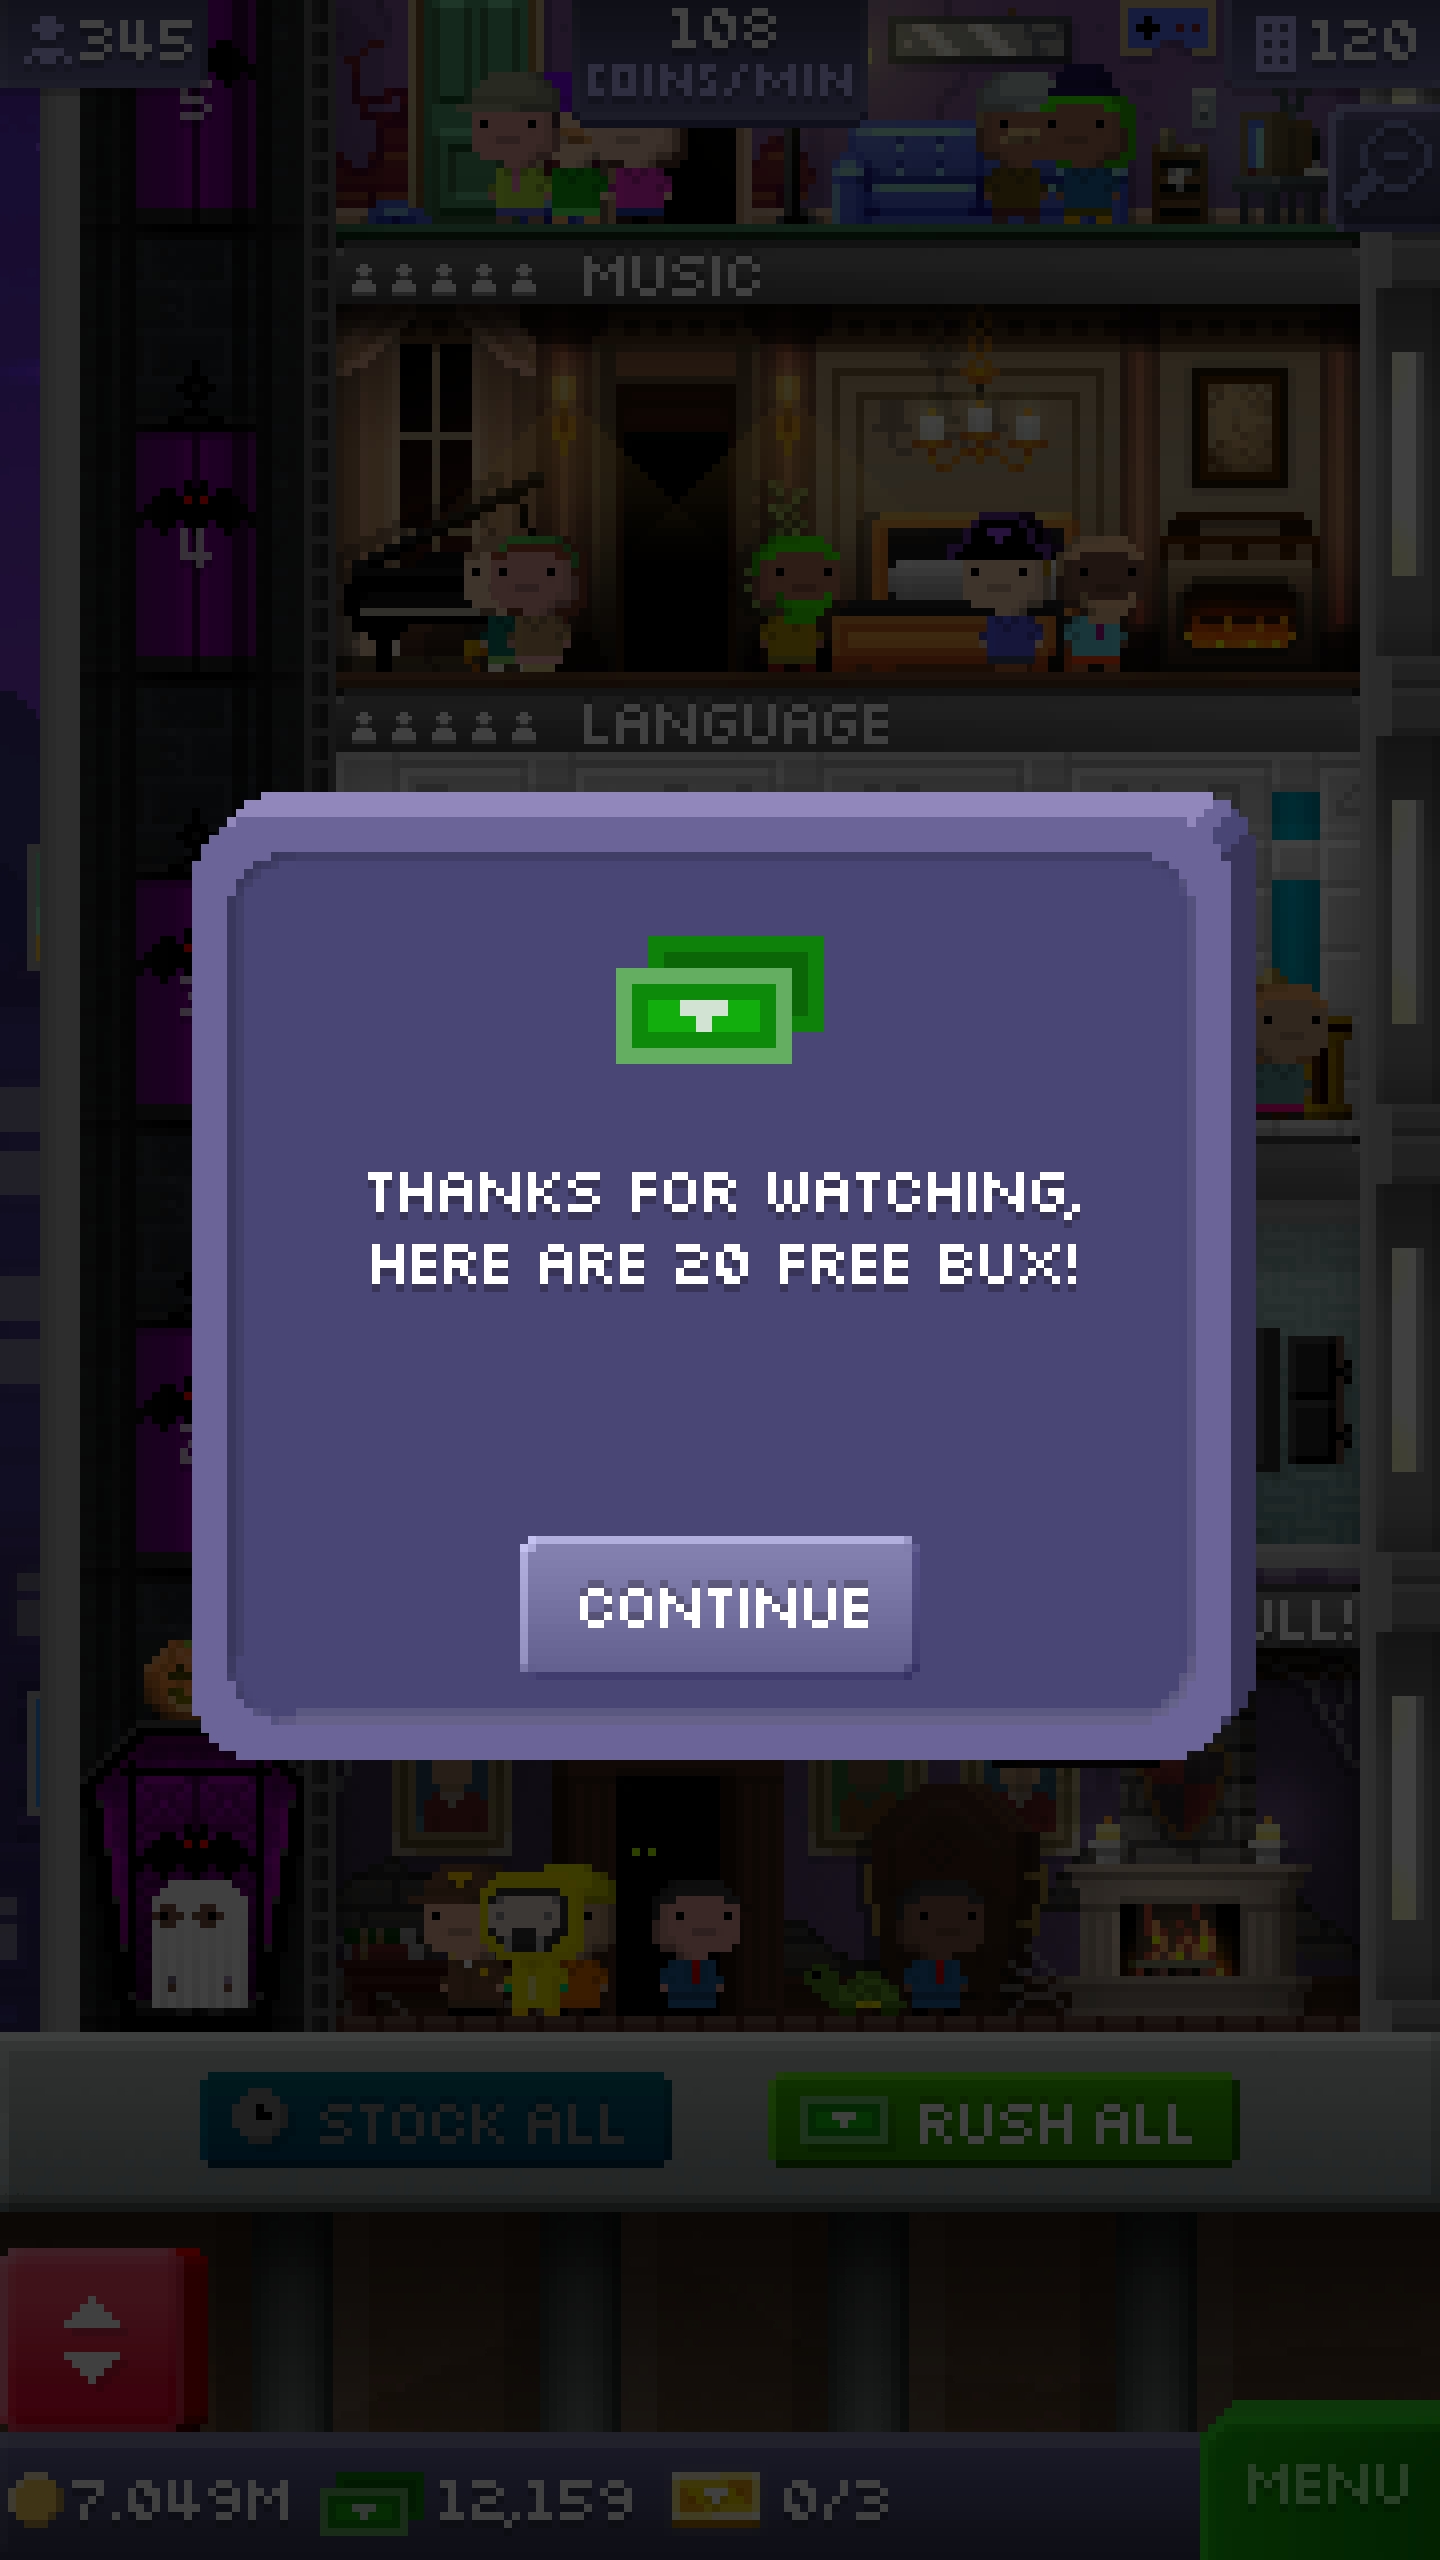 345
108
COINS/MIN
120
5
MUSIC
4
LANGUAGE
THANKS FOR WATCHING,
HERE ARE 20 FREE BUX!
CONTINUE
STOCK ALL
RUSH ALL
7.049M
12,159
0/3
MENU